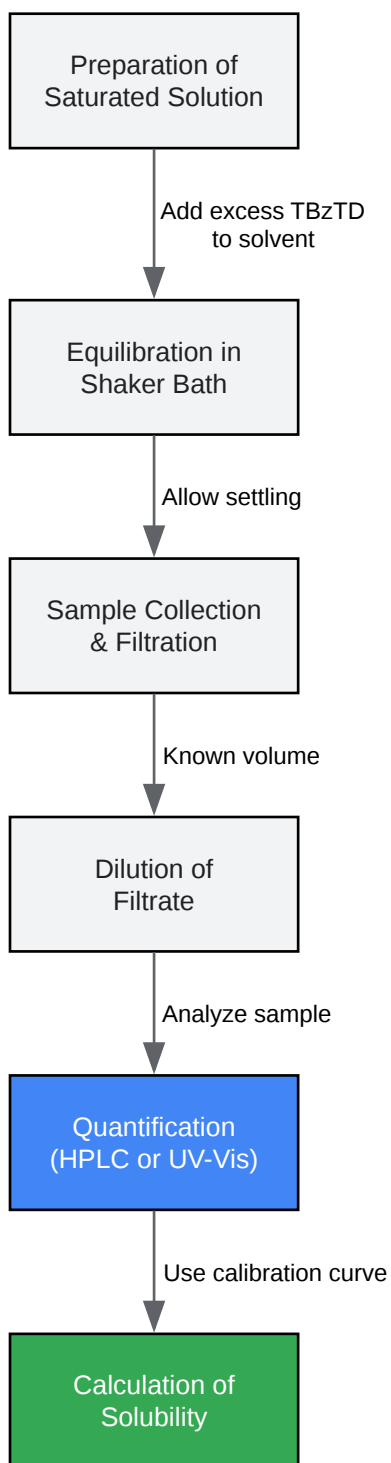 Preparation of
Saturated Solution
Add excess TBzTD
to solvent
Equilibration in
Shaker Bath
Allow settling
Sample Collection
& Filtration
Known volume
Dilution of
Filtrate
Analyze sample
Quantification
(HPLC or UV-Vis)
Use calibration curve
Calculation of
Solubility